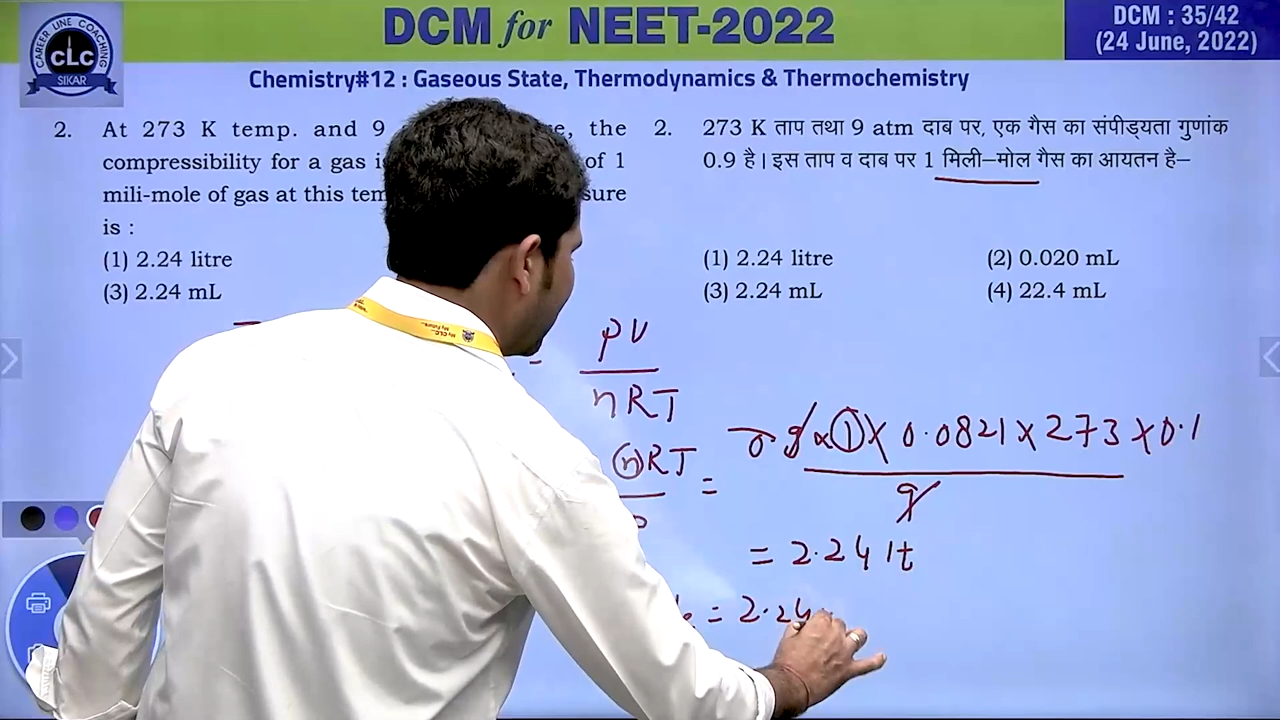 DCM for NEET-2022
DCM : 35/42
(24 June, 2022)
CAREER LINE COACHING
CLC
SIKAR
Chemistry#12 : Gaseous State, Thermodynamics & Thermochemistry
2. At 273 K temp. and 9
the
compressibility for a gas
of 1
mili-mole of gas at this
is :
(1) 2.24 litre
(3) 2.24 mL
2. 273 K ताप तथा 9 atm दाब पर, एक गैस का संपीड्यता गुणांक
0.9 है। इस ताप व दाब पर 1 मिली–मोल गैस का आयतन है–
(1) 2.24 litre (2) 0.020 mL
(3) 2.24 mL (4) 22.4 mL
= PV
nRT
nRT = 0.9 x 1 x 0.0821 x 273 x 0.1
9
= 2.24 lt
= 2.24